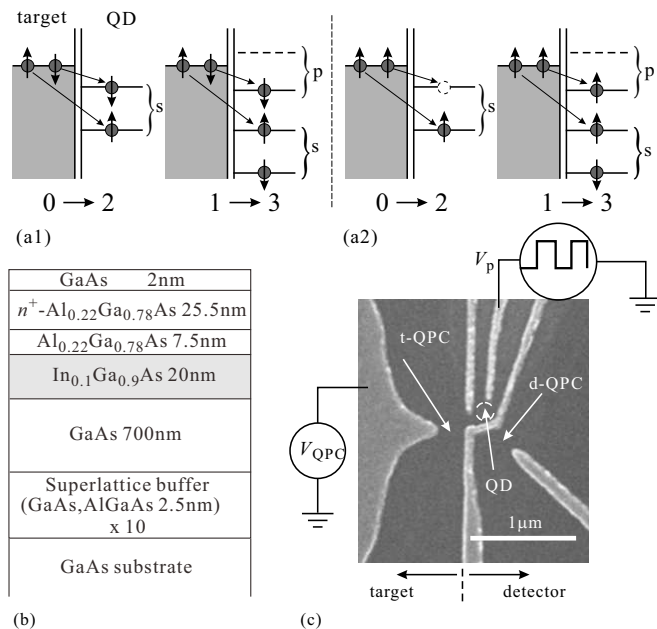 target QD
s
0 → 2
p
s
1 → 3
(a1)
s
0 → 2
p
s
1 → 3
(a2)
GaAs 2nm
n⁺-Al₀.₂₂Ga₀.₇₈As 25.5nm
Al₀.₂₂Ga₀.₇₈As 7.5nm
In₀.₁Ga₀.₉As 20nm
GaAs 700nm
Superlattice buffer
(GaAs,AlGaAs 2.5nm)
x 10
GaAs substrate
(b)
Vₚ
t-QPC
d-QPC
V_QPC
QD
1μm
target detector
(c)